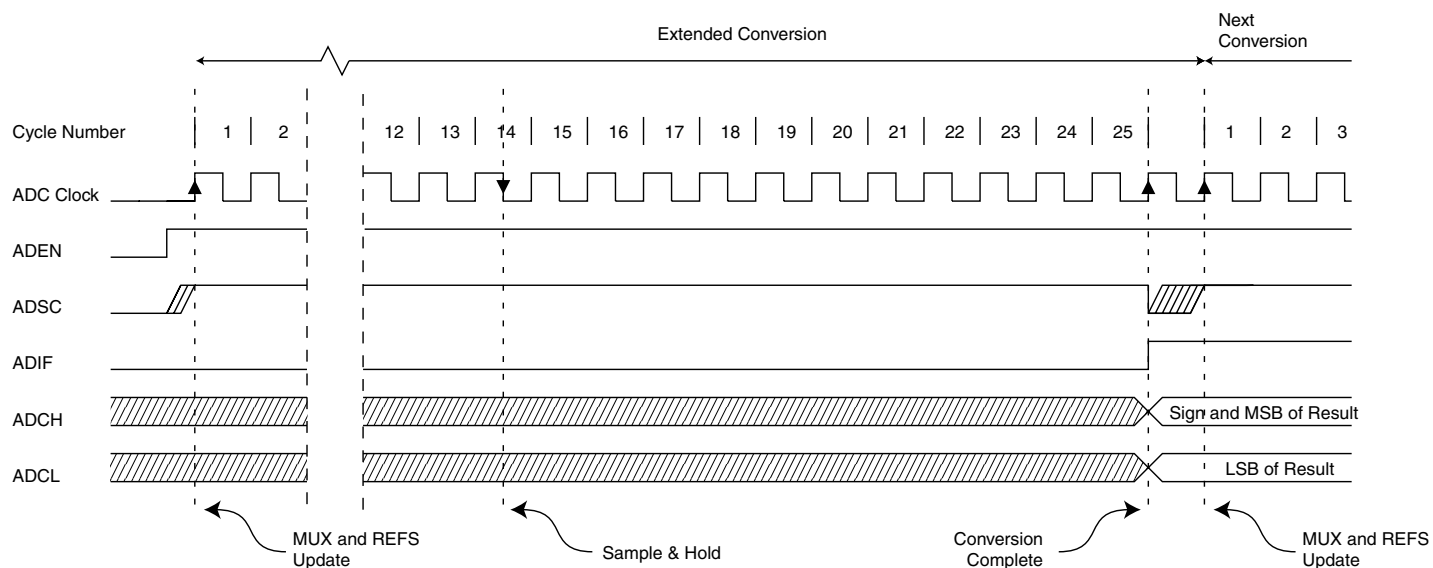 Extended Conversion
Next
Conversion
Cycle Number 1 2 12 13 14 15 16 17 18 19 20 21 22 23 24 25 1 2 3
ADC Clock
ADEN
ADSC
ADIF
ADCH Sign and MSB of Result
ADCL LSB of Result
MUX and REFS
Update
Sample & Hold
Conversion
Complete
MUX and REFS
Update